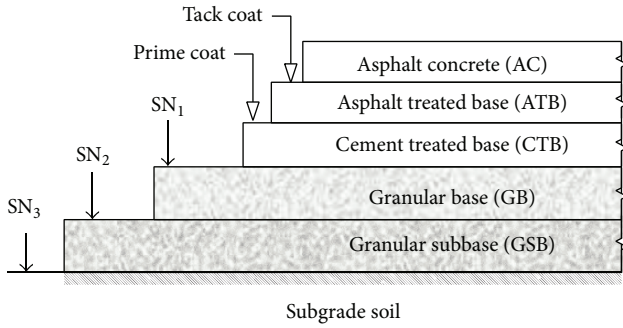 Tack coat
Prime coat
Asphalt concrete (AC)
Asphalt treated base (ATB)
SN1
Cement treated base (CTB)
SN2
Granular base (GB)
SN3
Granular subbase (GSB)
Subgrade soil